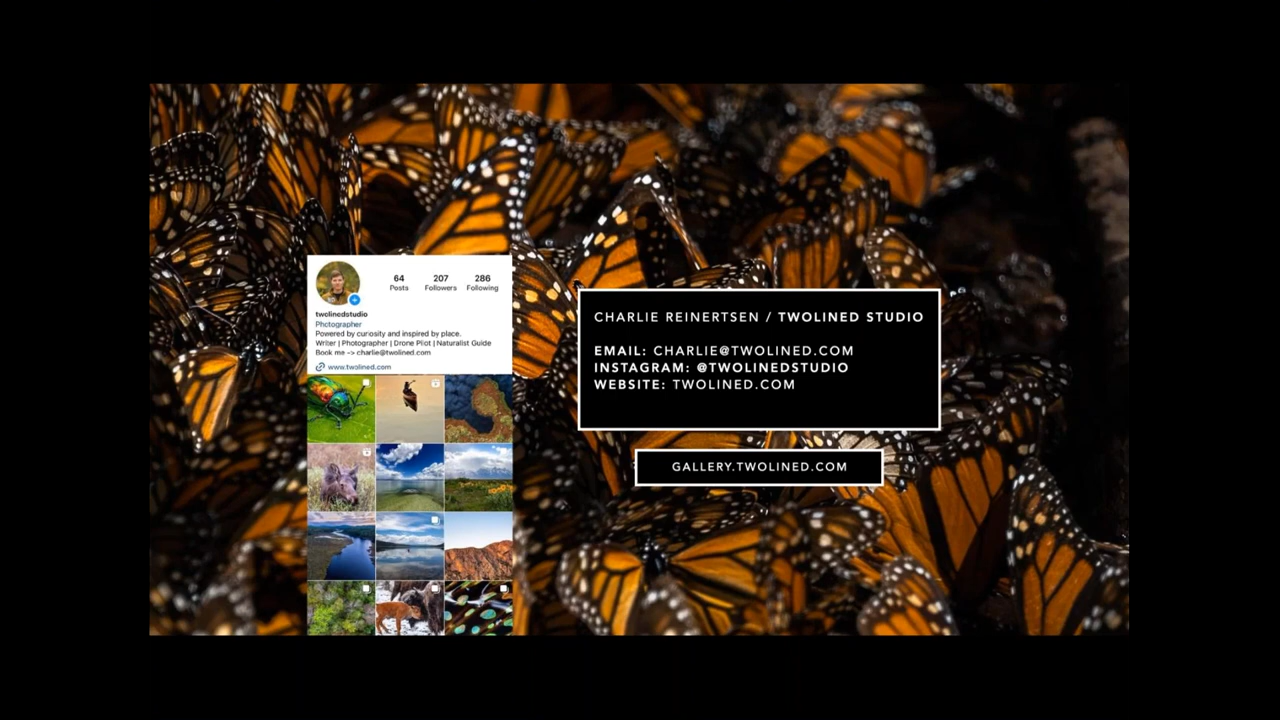 64 207 286
Posts Followers Following
twolinedstudio
Photographer
Powered by curiosity and inspired by place.
Writer | Photographer | Drone Pilot | Naturalist Guide
Book me -> charlie@twolined.com
www.twolined.com
CHARLIE REINERTSEN / TWOLINED STUDIO
EMAIL: CHARLIE@TWOLINED.COM
INSTAGRAM: @TWOLINEDSTUDIO
WEBSITE: TWOLINED.COM
GALLERY.TWOLINED.COM